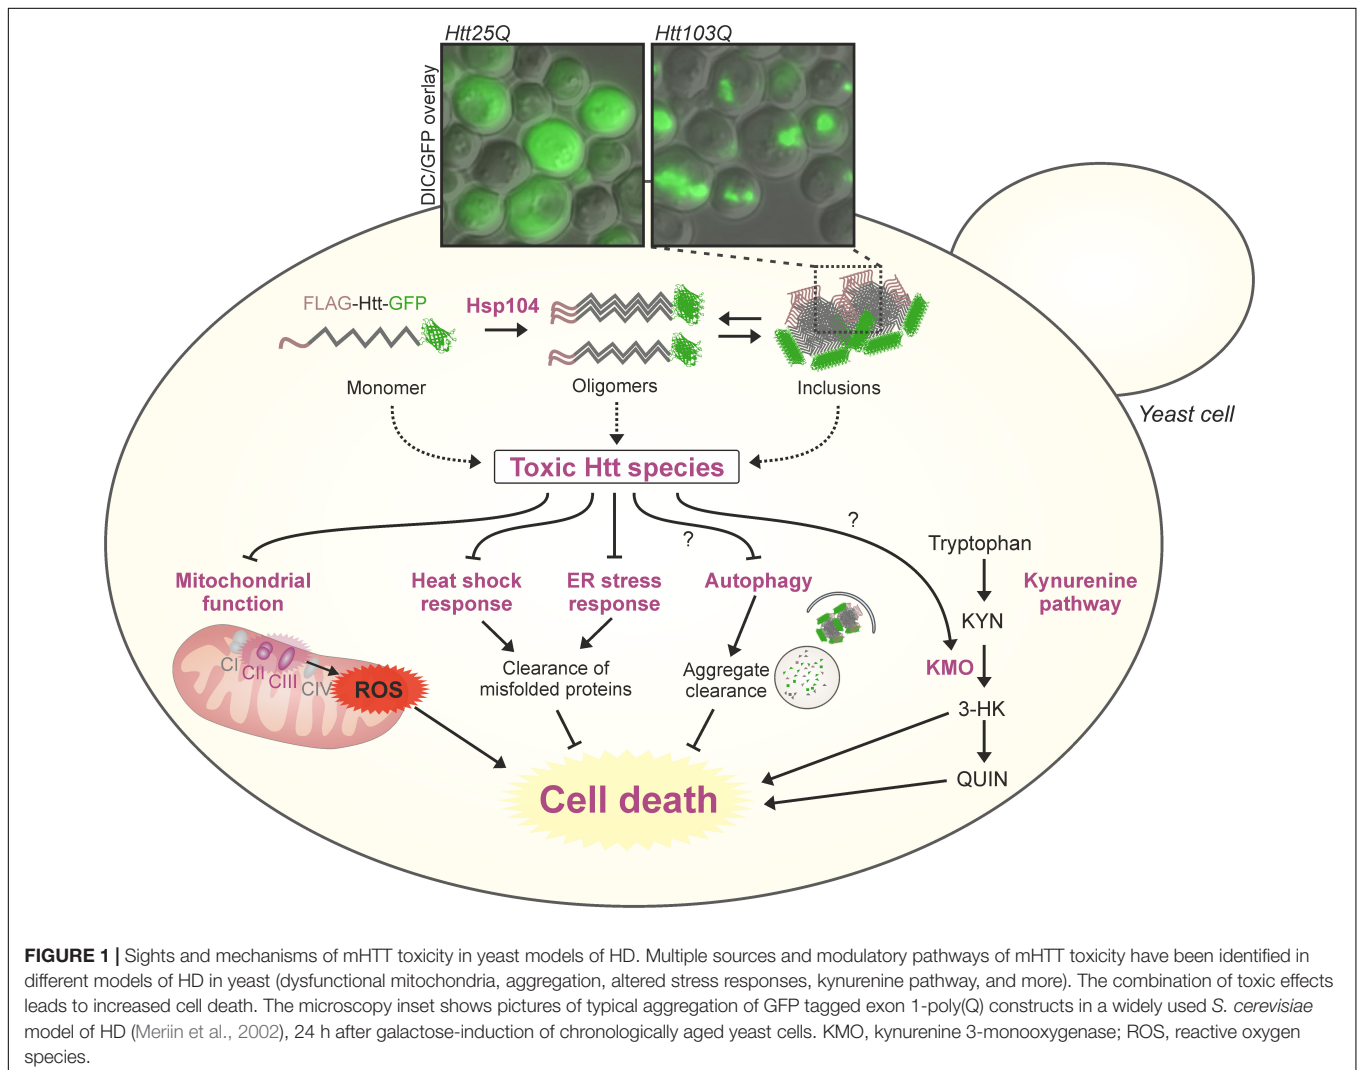 Htt25Q
Htt103Q
DIC/GFP overlay
FLAG-Htt-GFP
Hsp104
Monomer
Oligomers
Inclusions
Yeast cell
Toxic Htt species
?
?
Tryptophan
Mitochondrial
function
Heat shock
response
ER stress
response
Autophagy
Kynurenine
pathway
KYN
CI
CII
CIII
CIV
ROS
Clearance of
misfolded proteins
Aggregate
clearance
KMO
3-HK
QUIN
Cell death
FIGURE 1 | Sights and mechanisms of mHTT toxicity in yeast models of HD. Multiple sources and modulatory pathways of mHTT toxicity have been identified in
different models of HD in yeast (dysfunctional mitochondria, aggregation, altered stress responses, kynurenine pathway, and more). The combination of toxic effects
leads to increased cell death. The microscopy inset shows pictures of typical aggregation of GFP tagged exon 1-poly(Q) constructs in a widely used S. cerevisiae
model of HD (Meriin et al., 2002), 24 h after galactose-induction of chronologically aged yeast cells. KMO, kynurenine 3-monooxygenase; ROS, reactive oxygen
species.